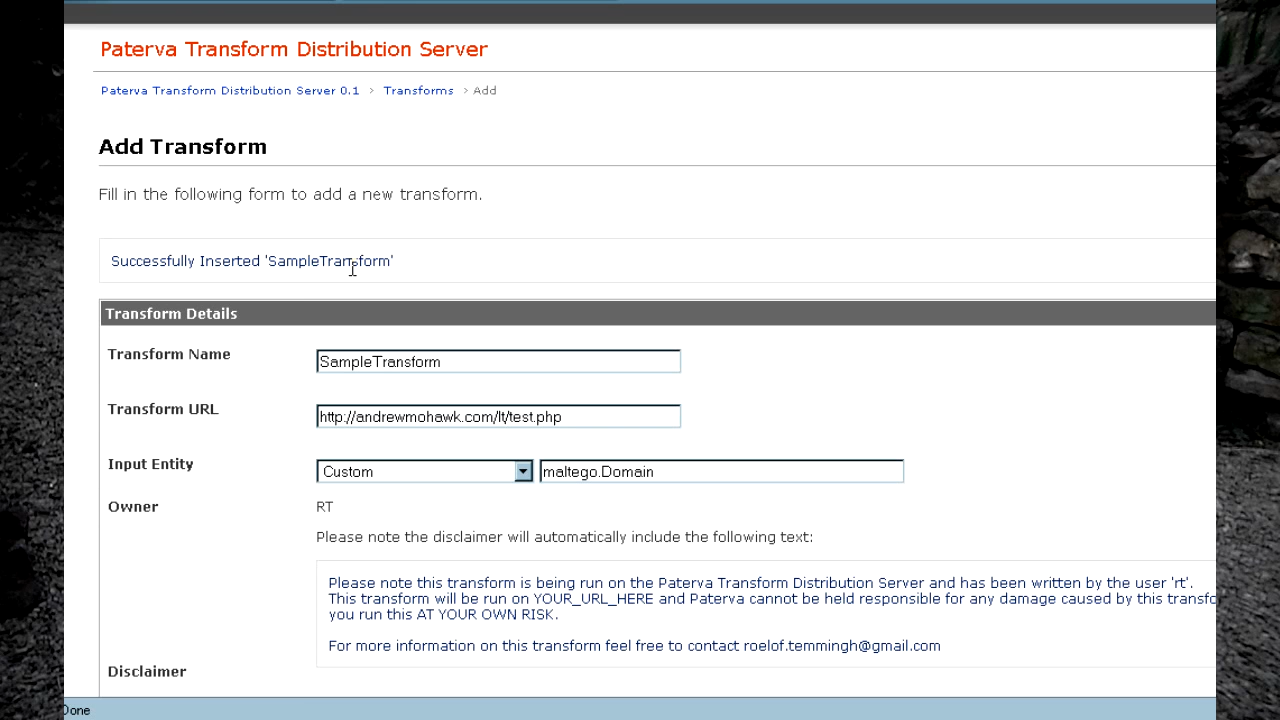 Paterva Transform Distribution Server
Paterva Transform Distribution Server 0.1 > Transforms > Add
Add Transform
Fill in the following form to add a new transform.
Successfully Inserted 'SampleTransform'
Transform Details
Transform Name
SampleTransform
Transform URL
http://andrewmohawk.com/lt/test.php
Input Entity
Custom
maltego.Domain
Owner
RT
Please note the disclaimer will automatically include the following text:
Please note this transform is being run on the Paterva Transform Distribution Server and has been written by the user 'rt'.
This transform will be run on YOUR_URL_HERE and Paterva cannot be held responsible for any damage caused by this transfo
you run this AT YOUR OWN RISK.
For more information on this transform feel free to contact roelof.temmingh@gmail.com
Disclaimer
Done